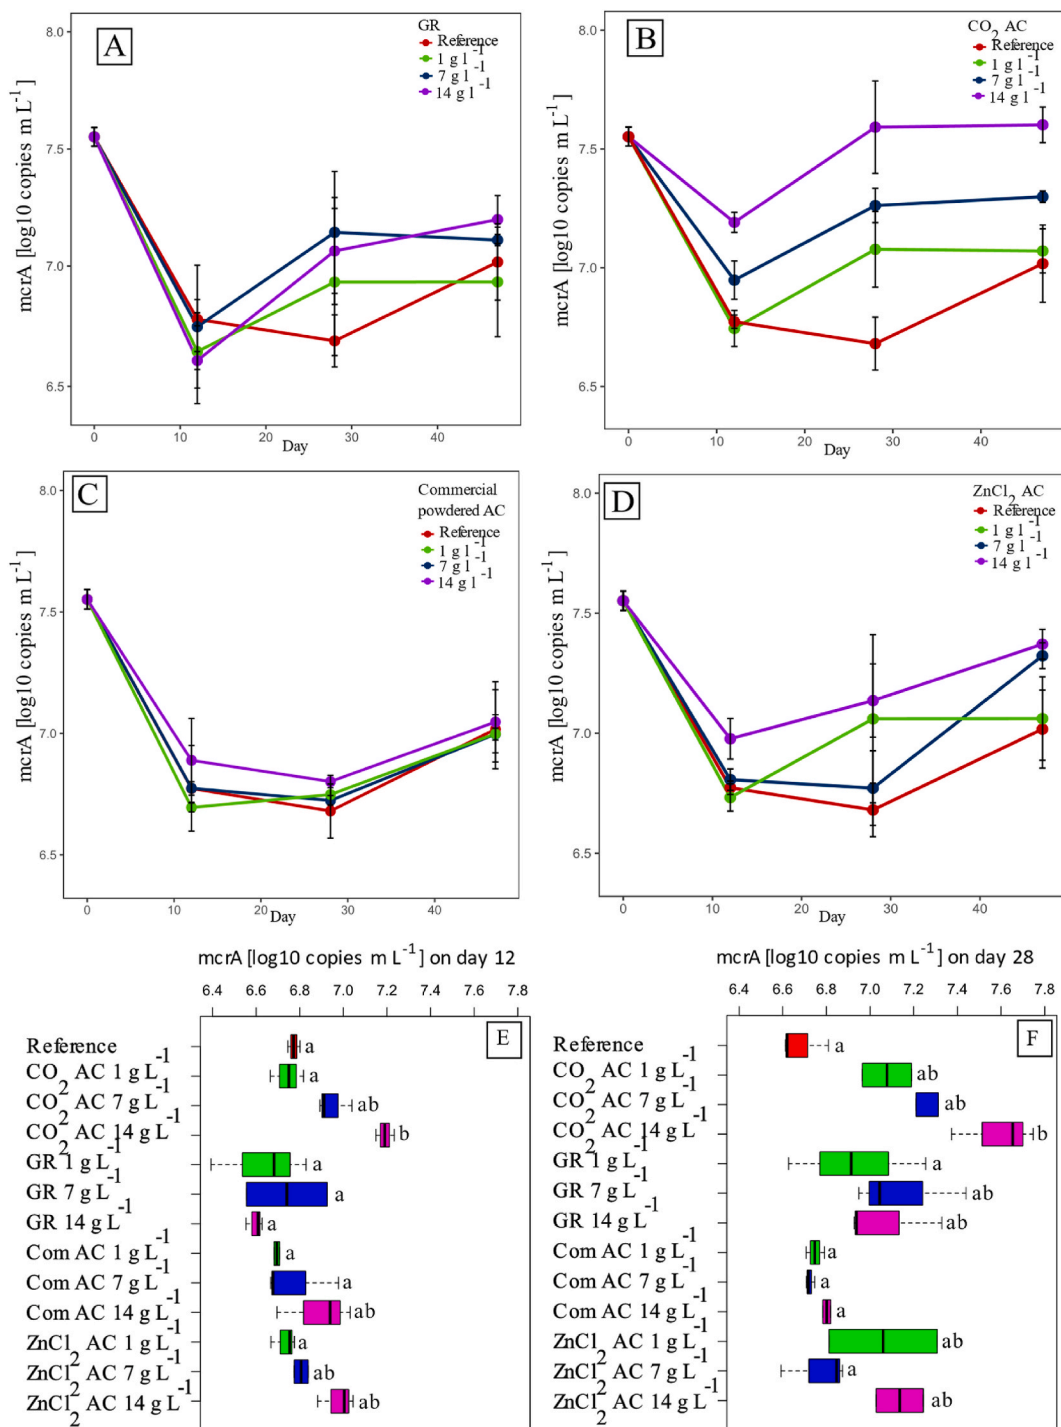 A
GR
Reference
1 g l-1
7 g l-1
14 g l-1
mcrA [log10 copies m L-1]
8.0
7.5
7.0
6.5
0
10
20
30
40
Day
B
CO2 AC
Reference
1 g l-1
7 g l-1
14 g l-1
mcrA [log10 copies m L-1]
8.0
7.5
7.0
6.5
0
10
20
30
40
Day
C
Commercial
powdered AC
Reference
1 g l-1
7 g l-1
14 g l-1
mcrA [log10 copies m L-1]
8.0
7.5
7.0
6.5
0
10
20
30
40
Day
D
ZnCl2 AC
Reference
1 g l-1
7 g l-1
14 g l-1
mcrA [log10 copies m L-1]
8.0
7.5
7.0
6.5
0
10
20
30
40
Day
mcrA [log10 copies m L-1] on day 12
6.4 6.6 6.8 7.0 7.2 7.4 7.6 7.8
E
Reference a
CO2 AC 1 g L-1 a
CO2 AC 7 g L-1 ab
CO2 AC 14 g L-1 b
GR 1 g L-1 a
GR 7 g L-1 a
GR 14 g L-1 a
Com AC 1 g L-1 a
Com AC 7 g L-1 a
Com AC 14 g L-1 ab
ZnCl2 AC 1 g L-1 a
ZnCl2 AC 7 g L-1 ab
ZnCl2 AC 14 g L-1 ab
mcrA [log10 copies m L-1] on day 28
6.4 6.6 6.8 7.0 7.2 7.4 7.6 7.8
F
Reference a
CO2 AC 1 g L-1 ab
CO2 AC 7 g L-1 ab
CO2 AC 14 g L-1 b
GR 1 g L-1 a
GR 7 g L-1 ab
GR 14 g L-1 ab
Com AC 1 g L-1 a
Com AC 7 g L-1 a
Com AC 14 g L-1 a
ZnCl2 AC 1 g L-1 ab
ZnCl2 AC 7 g L-1 a
ZnCl2 AC 14 g L-1 ab